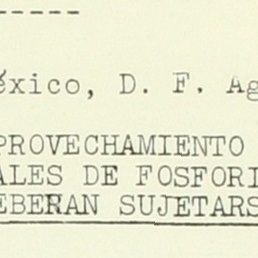 éxico, D. F. Ag
PROVECHAMIENTO
ALES DE FOSFORI
EBERAN SUJETARS